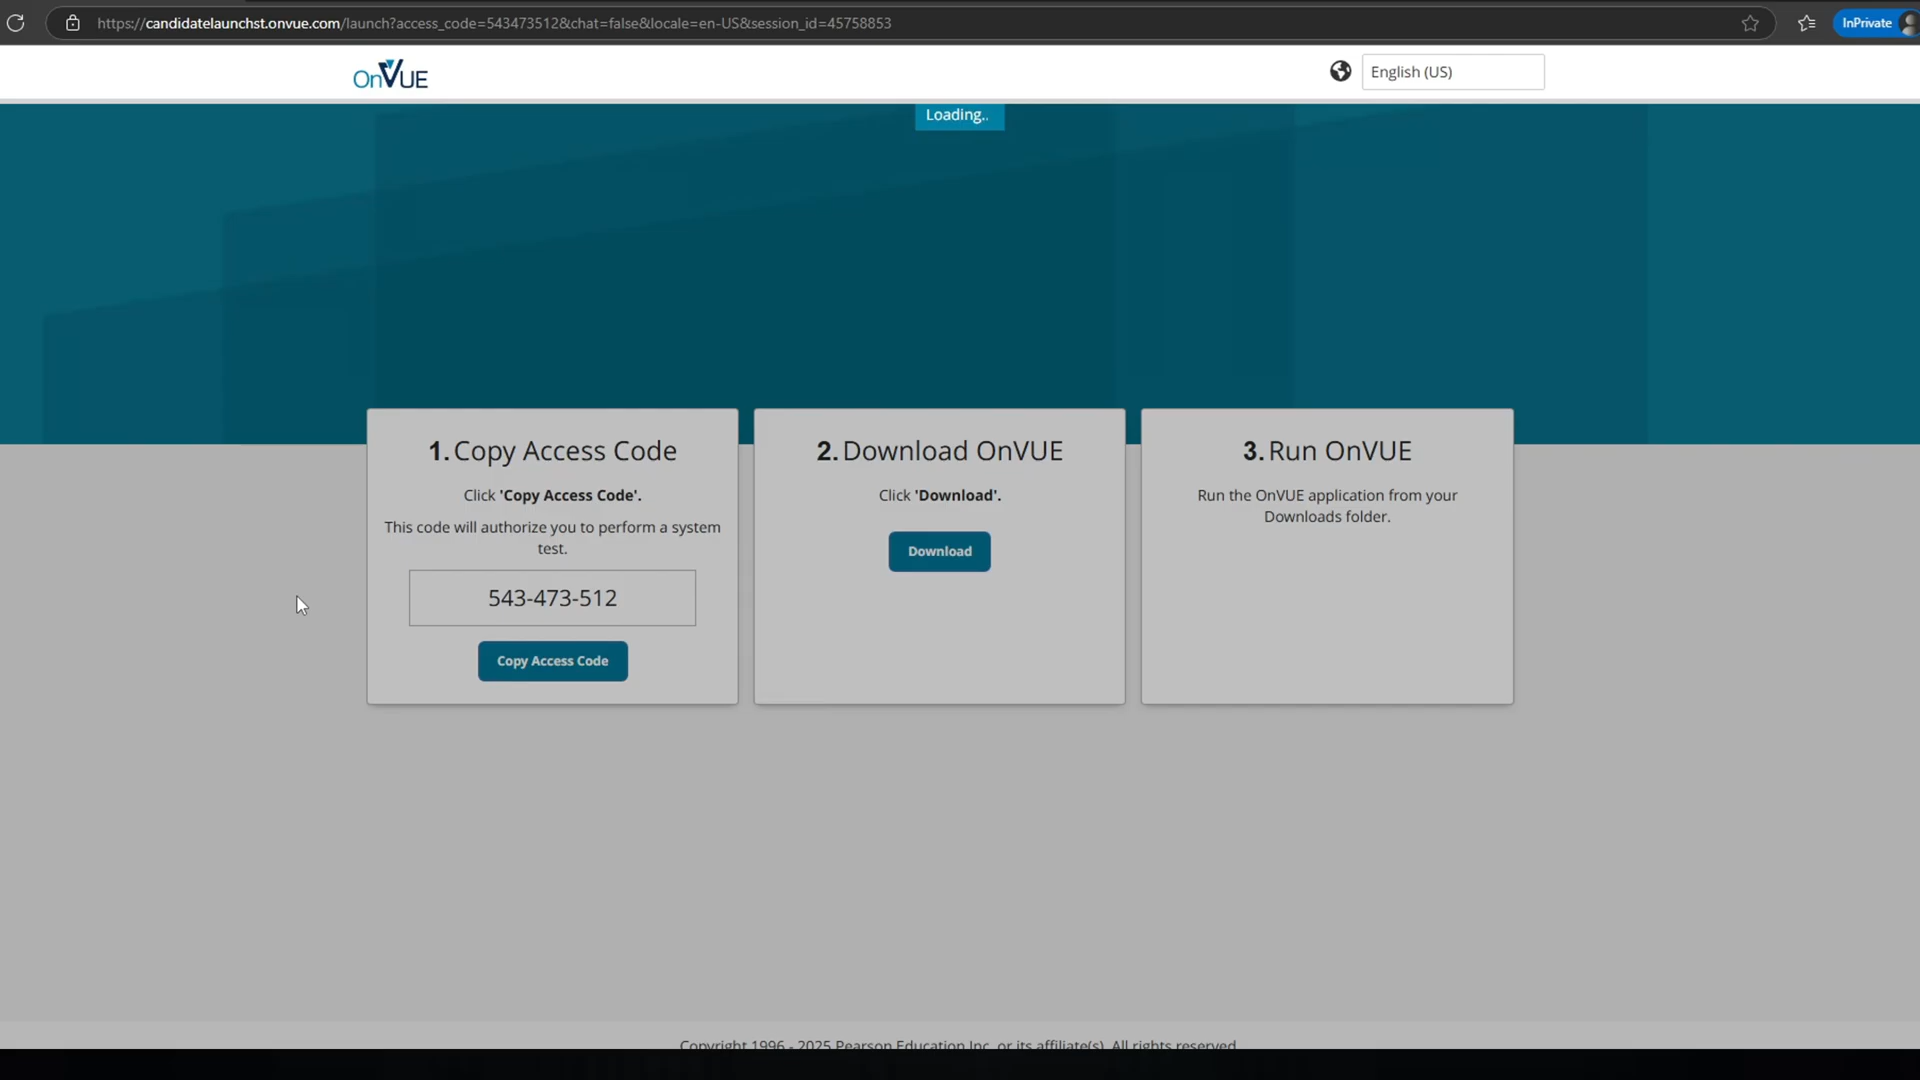 https://candidatelaunchst.onvue.com/launch?access_code=543473512&chat=false&locale=en-US&session_id=45758853
InPrivate
OnVUE
English (US)
Loading..
1. Copy Access Code
Click 'Copy Access Code'.
This code will authorize you to perform a system
test.
543-473-512
Copy Access Code
2. Download OnVUE
Click 'Download'.
Download
3. Run OnVUE
Run the OnVUE application from your
Downloads folder.
Copyright 1996 - 2025 Pearson Education Inc. or its affiliate(s). All rights reserved.